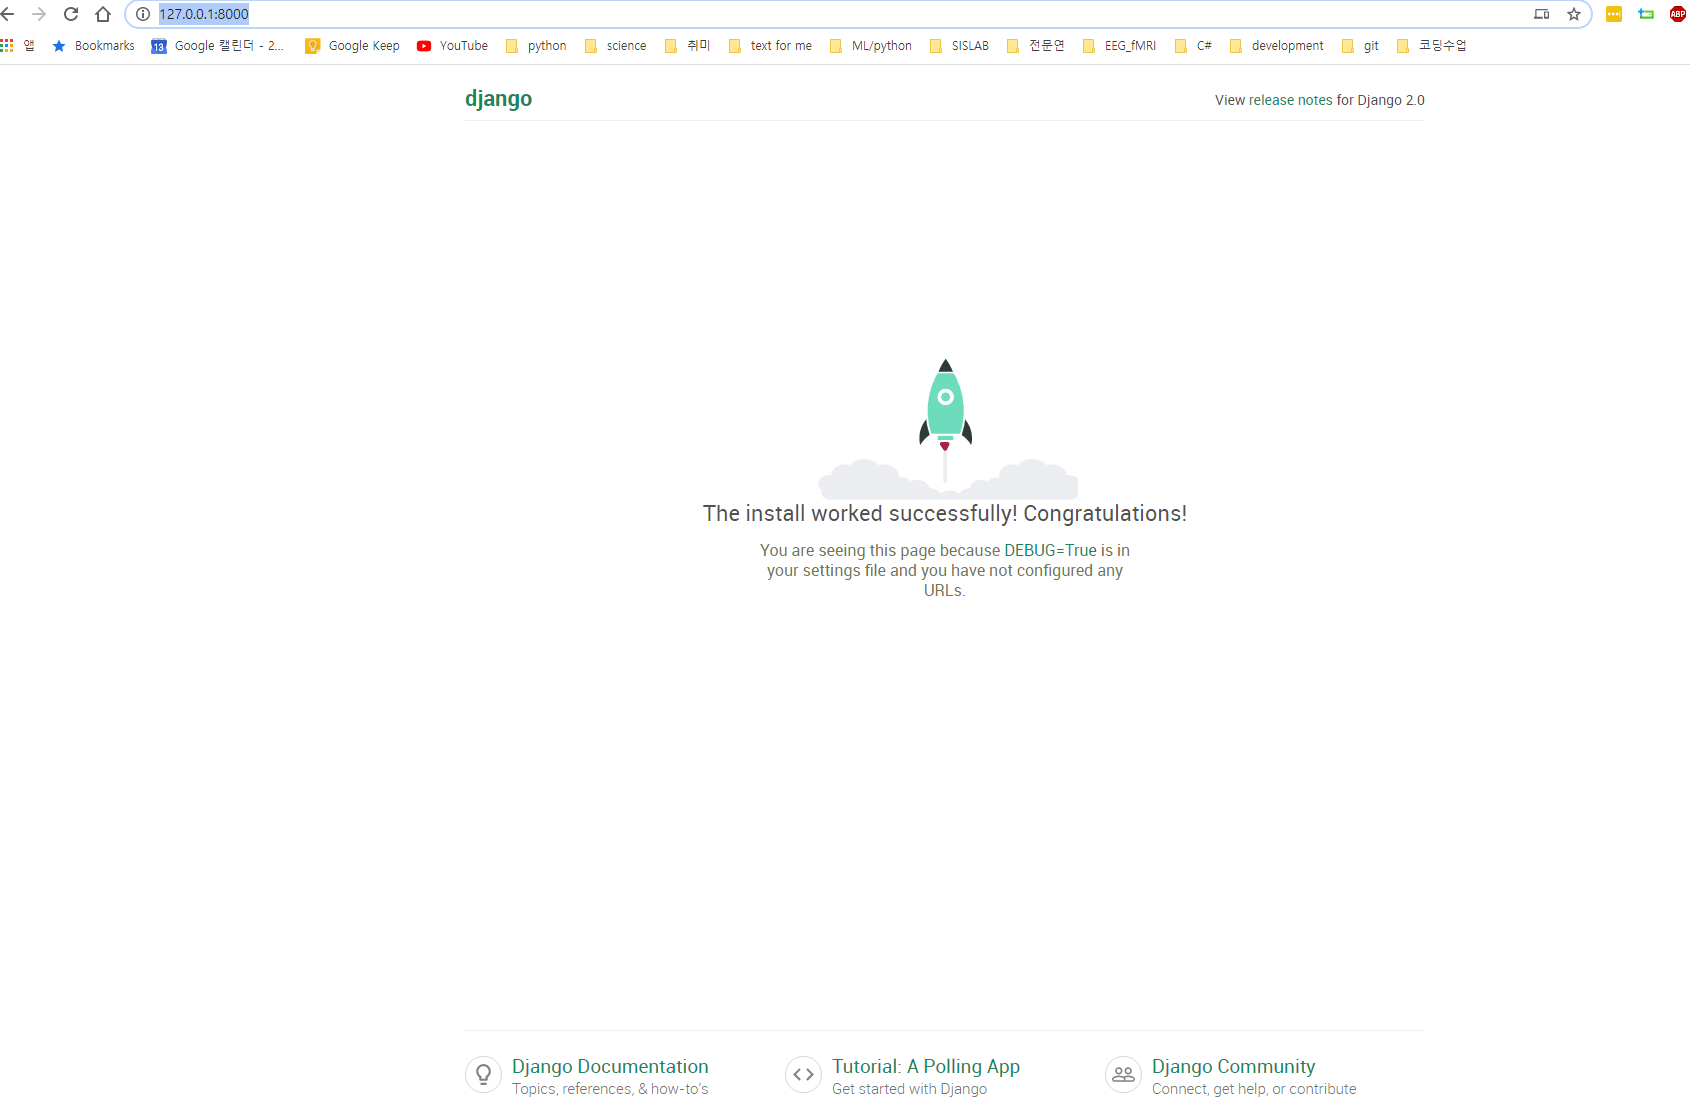 127.0.0.1:8000
앱 Bookmarks 13 Google 캘린더 - 2... Google Keep YouTube python science 취미 text for me ML/python SISLAB 전문연 EEG_fMRI C# development git 코딩수업
ABP
django
View release notes for Django 2.0
The install worked successfully! Congratulations!
You are seeing this page because DEBUG=True is in
your settings file and you have not configured any
URLs.
Django Documentation
Topics, references, & how-to's
Tutorial: A Polling App
Get started with Django
Django Community
Connect, get help, or contribute